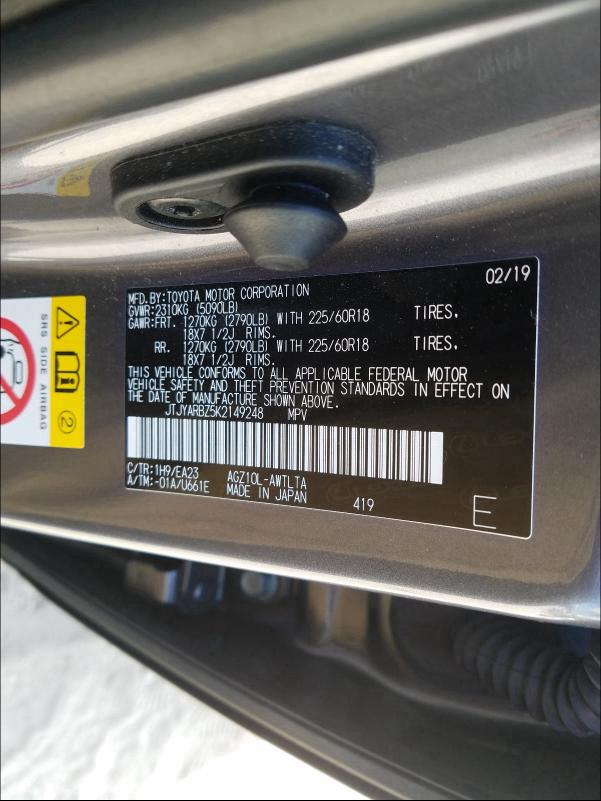 02/19
MFD.BY:TOYOTA MOTOR CORPORATION
GVWR:2310KG (5090LB)
GAWR:FRT. 1270KG (2790LB) WITH 225/60R18 TIRES,
18X7 1/2J RIMS.
RR. 1270KG (2790LB) WITH 225/60R18 TIRES,
18X7 1/2J RIMS.
THIS VEHICLE CONFORMS TO ALL APPLICABLE FEDERAL MOTOR
VEHICLE SAFETY AND THEFT PREVENTION STANDARDS IN EFFECT ON
THE DATE OF MANUFACTURE SHOWN ABOVE.
JTJYARBZ5K2149248 MPV
C/TR:1H9/EA23 AGZ10L-AWTLTA
A/TM:-01A/U661E MADE IN JAPAN
419
E
SRS SIDE AIRBAG
2